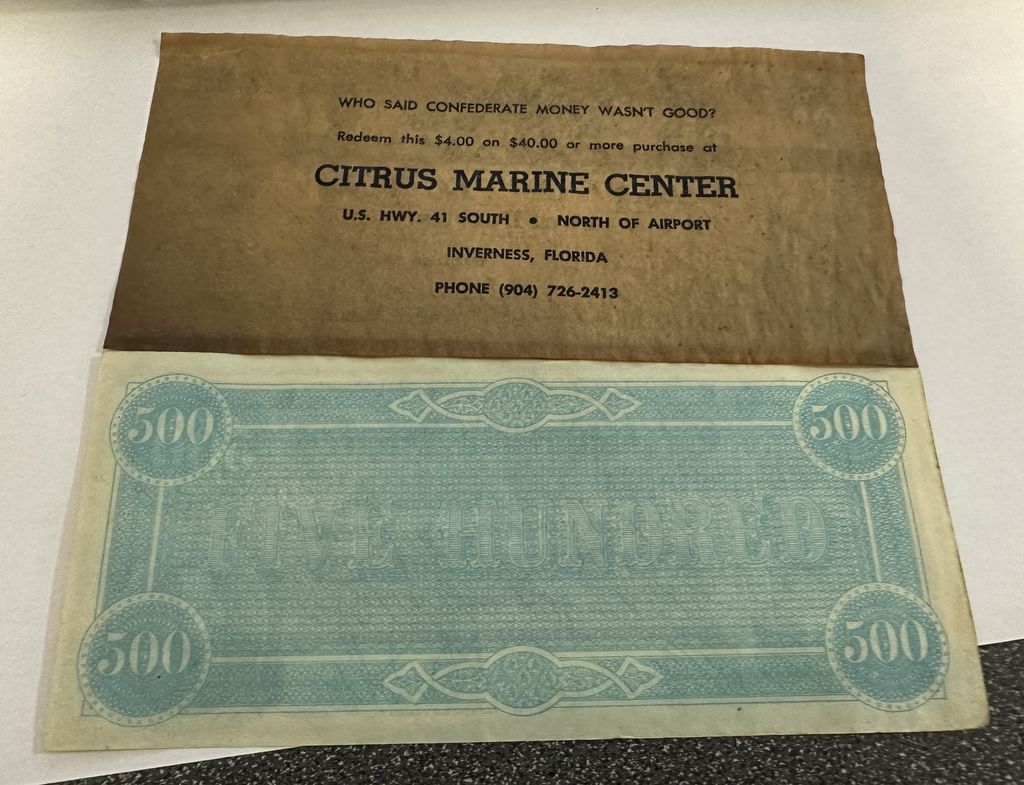 WHO SAID CONFEDERATE MONEY WASN'T GOOD?
Redeem this $4.00 on $40.00 or more purchase at
CITRUS MARINE CENTER
U.S. HWY. 41 SOUTH • NORTH OF AIRPORT
INVERNESS, FLORIDA
PHONE (904) 726-2413
500 500
FIVE HUNDRED
500 500